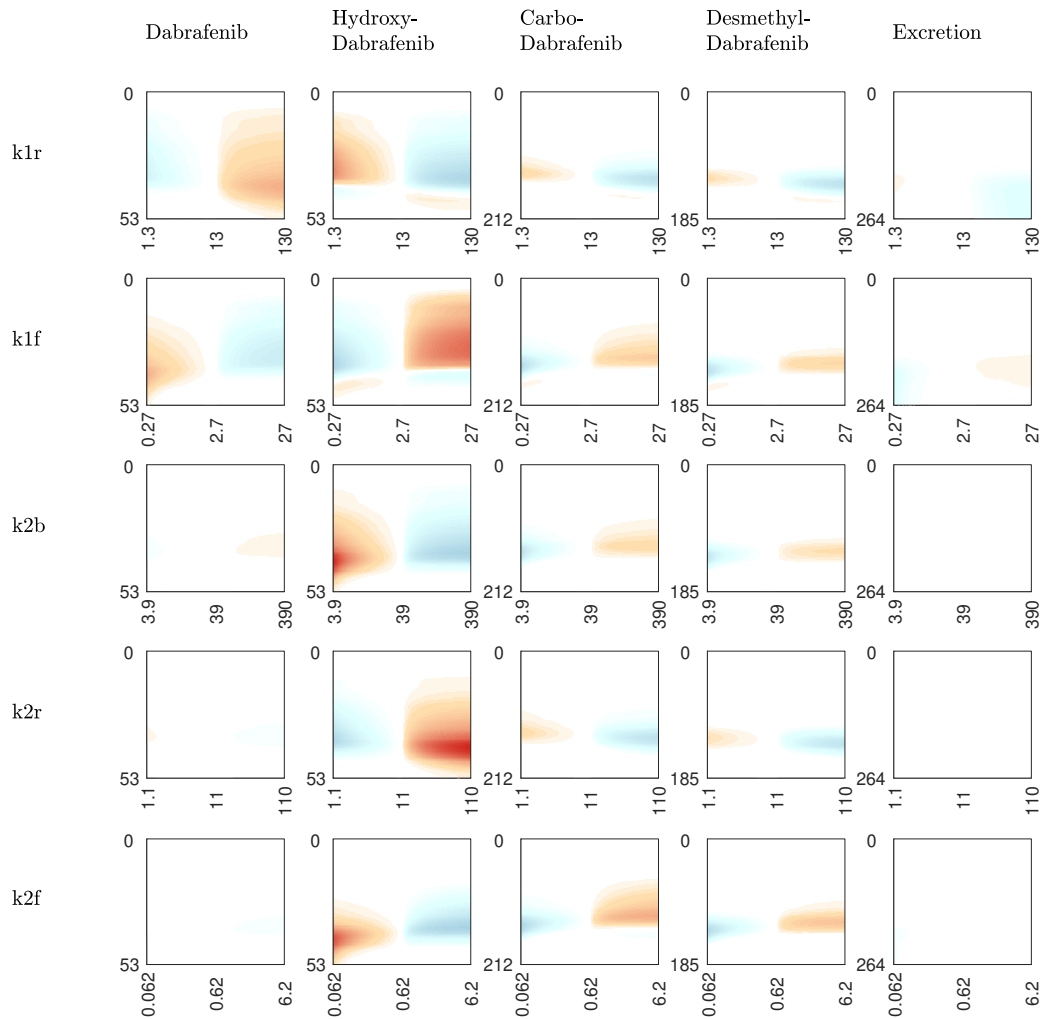 Dabrafenib
Hydroxy-
Dabrafenib
Carbo-
Dabrafenib
Desmethyl-
Dabrafenib
Excretion
k1r
0 0 0 0 0
53 53 212 185 264
1.3 13 130 1.3 13 130 1.3 13 130 1.3 13 130 1.3 13 130
k1f
0 0 0 0 0
53 53 212 185 264
0.27 2.7 27 0.27 2.7 27 0.27 2.7 27 0.27 2.7 27 0.27 2.7 27
k2b
0 0 0 0 0
53 53 212 185 264
3.9 39 390 3.9 39 390 3.9 39 390 3.9 39 390 3.9 39 390
k2r
0 0 0 0 0
53 53 212 185 264
1.1 11 110 1.1 11 110 1.1 11 110 1.1 11 110 1.1 11 110
k2f
0 0 0 0 0
53 53 212 185 264
0.062 0.62 6.2 0.062 0.62 6.2 0.062 0.62 6.2 0.062 0.62 6.2 0.062 0.62 6.2